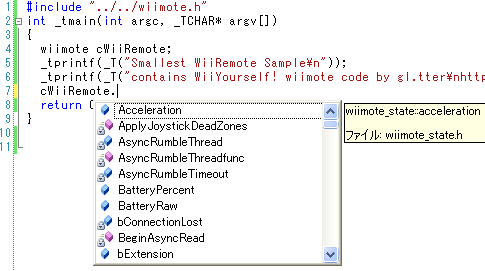 1 #include "../../wiimote.h"
2 int _tmain(int argc, _TCHAR* argv[])
3 {
4 wiimote cWiiRemote;
5 _tprintf(_T("Smallest WiiRemote Sample¥n"));
6 _tprintf(_T("contains WiiYourself! wiimote code by gl.tter¥nhttp
7 cWiiRemote.
8 return
9 }
10
11
Acceleration
ApplyJoystickDeadZones
AsyncRumbleThread
AsyncRumbleThreadfunc
AsyncRumbleTimeout
BatteryPercent
BatteryRaw
bConnectionLost
BeginAsyncRead
bExtension
wiimote_state::acceleration
ファイル: wiimote_state.h